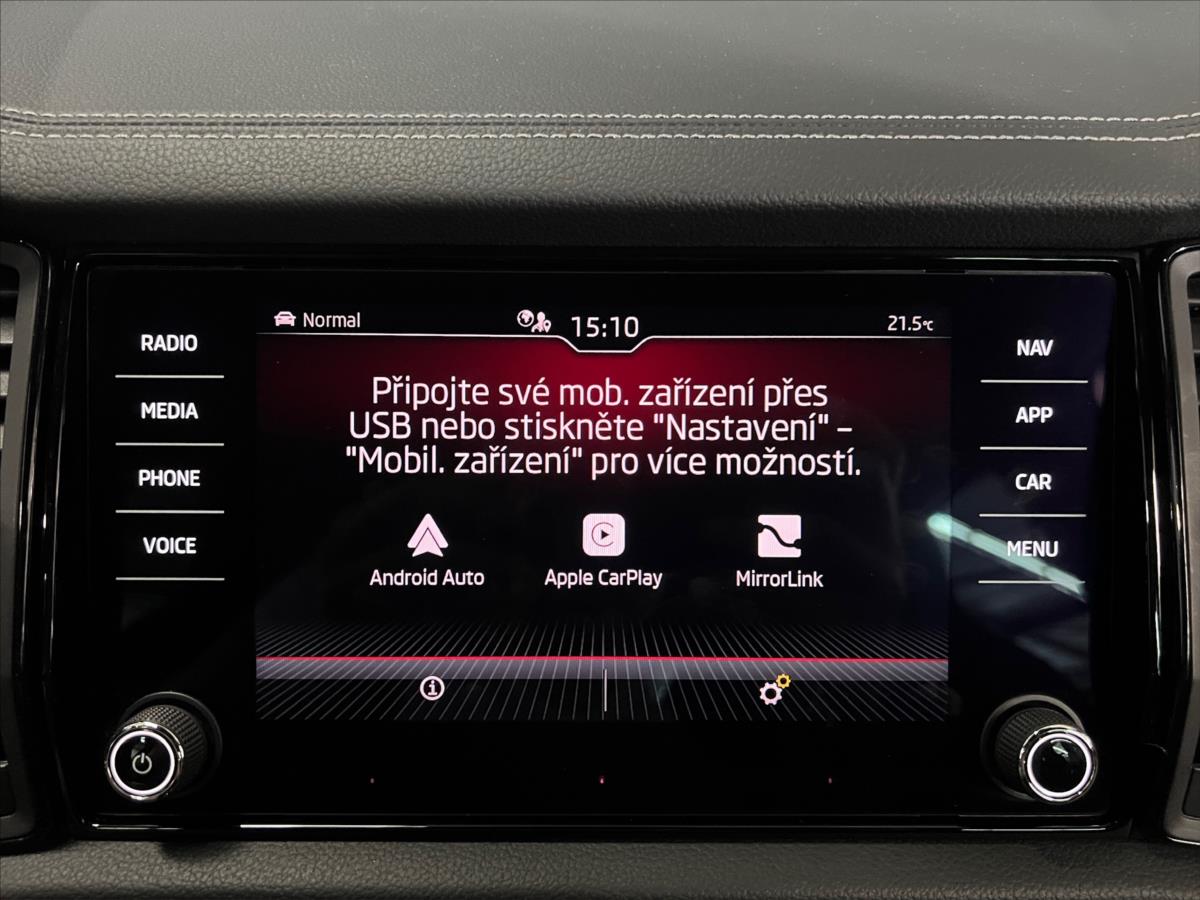 Normal
15:10
21.5°C
RADIO
MEDIA
PHONE
VOICE
Připojte své mob. zařízení přes
USB nebo stiskněte "Nastavení" –
"Mobil. zařízení" pro více možností.
Android Auto
Apple CarPlay
MirrorLink
NAV
APP
CAR
MENU